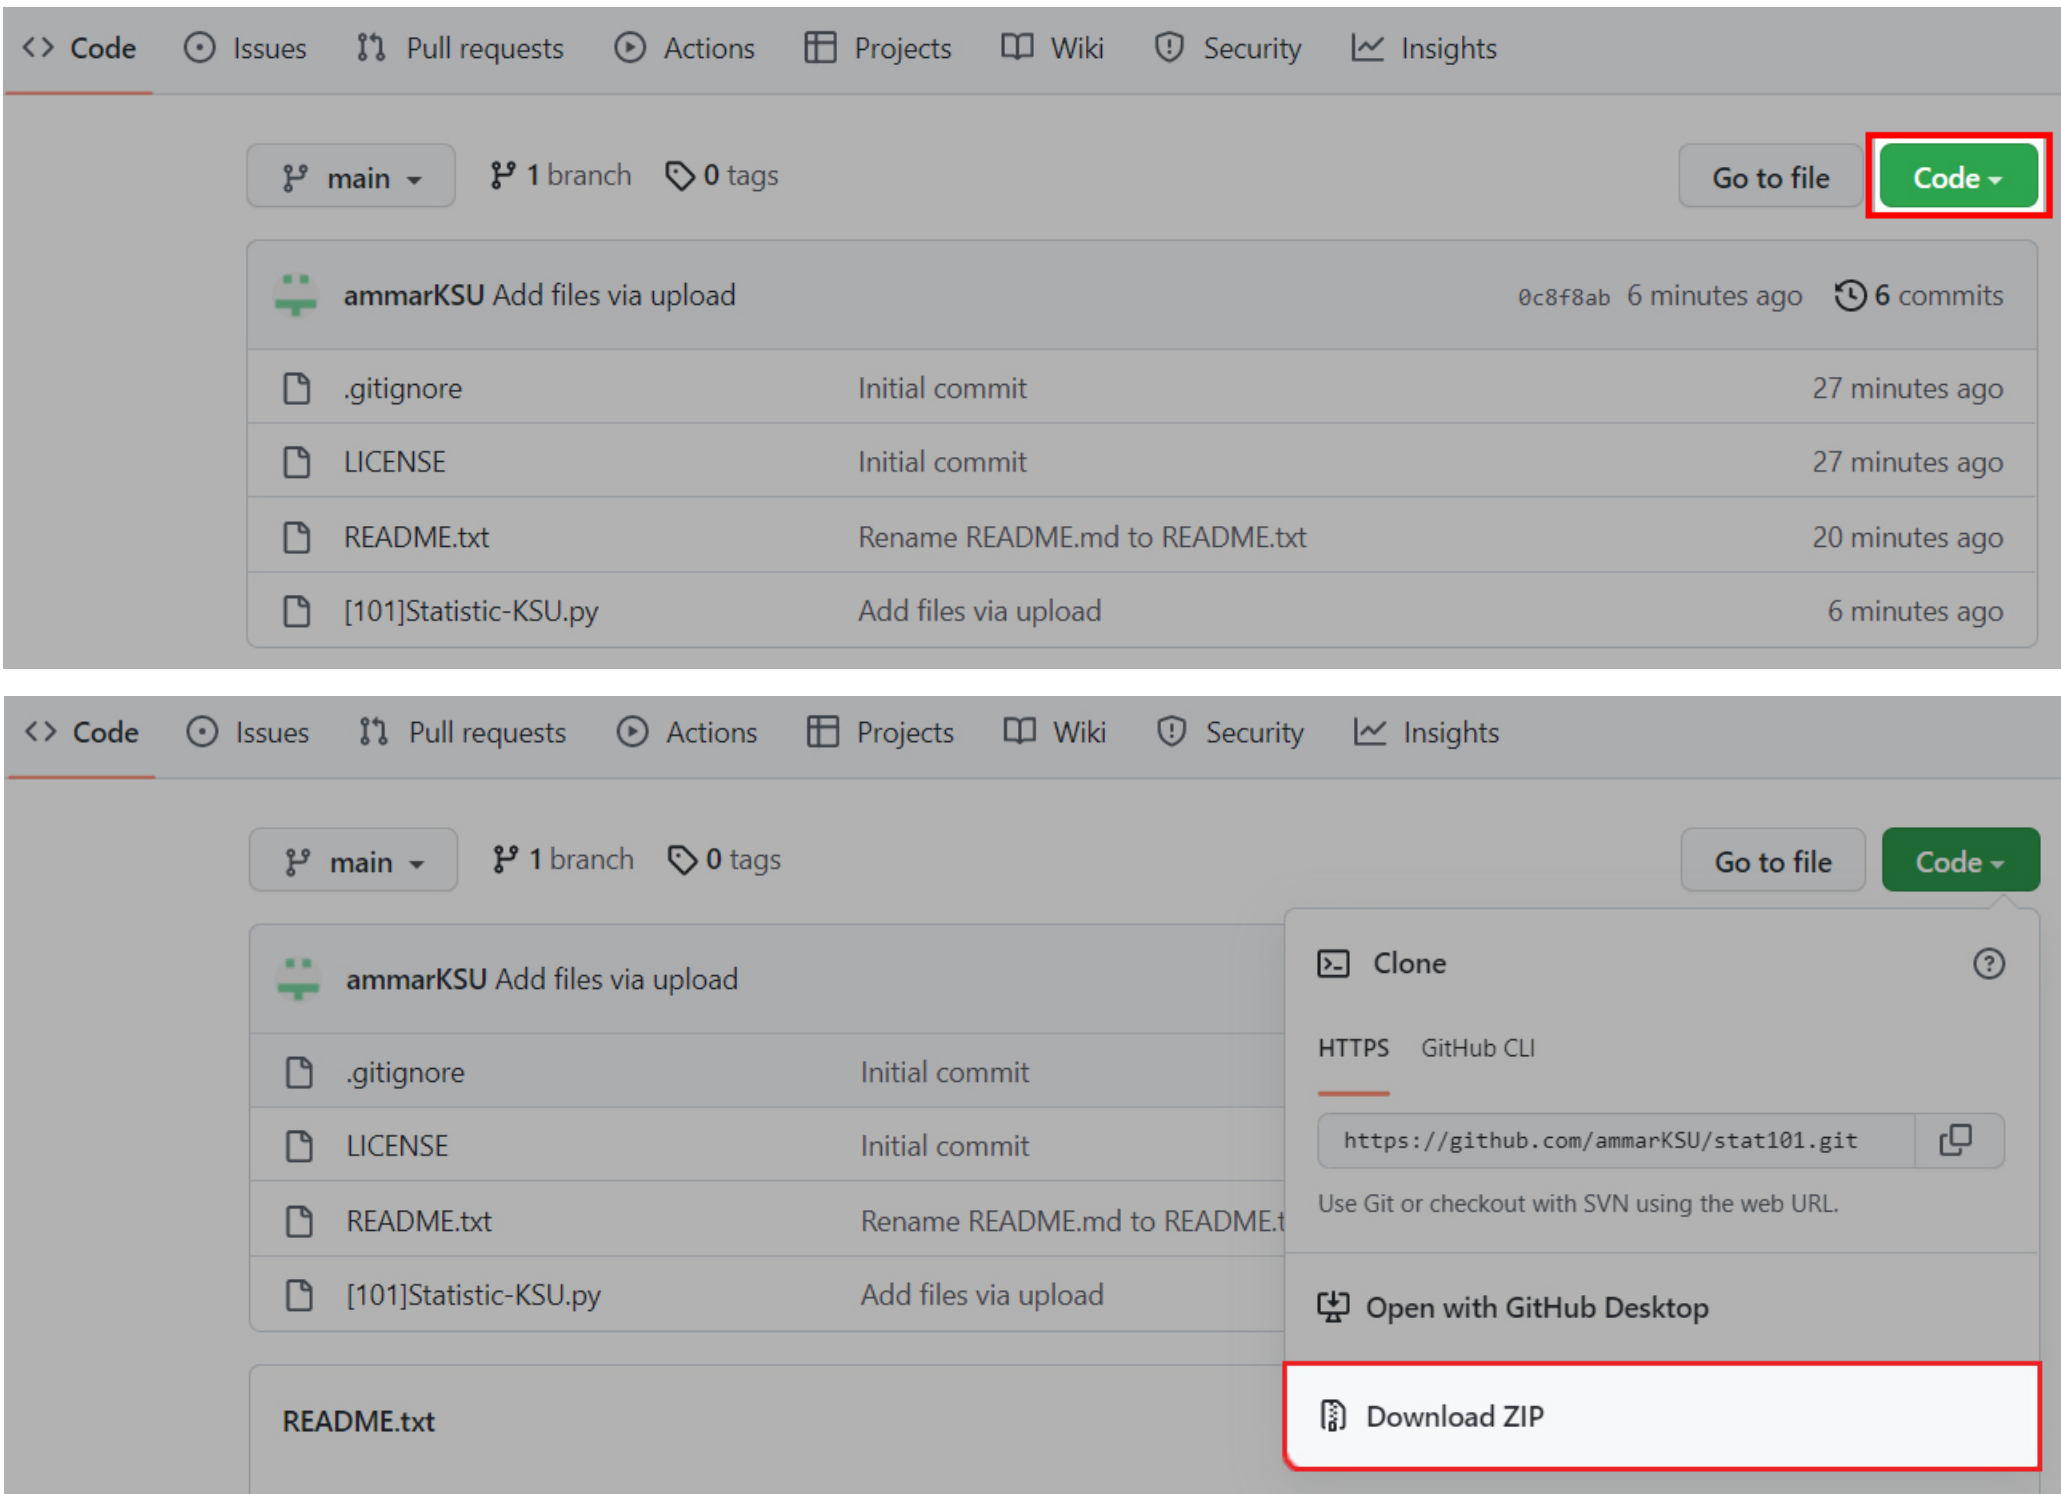 Code Issues Pull requests Actions Projects Wiki Security Insights
main 1 branch 0 tags Go to file Code
ammarKSU Add files via upload 0c8f8ab 6 minutes ago 6 commits
.gitignore Initial commit 27 minutes ago
LICENSE Initial commit 27 minutes ago
README.txt Rename README.md to README.txt 20 minutes ago
[101]Statistic-KSU.py Add files via upload 6 minutes ago
Code Issues Pull requests Actions Projects Wiki Security Insights
main 1 branch 0 tags Go to file Code
ammarKSU Add files via upload
.gitignore Initial commit
LICENSE Initial commit
README.txt Rename README.md to README.t
[101]Statistic-KSU.py Add files via upload
README.txt
Clone
HTTPS GitHub CLI
https://github.com/ammarKSU/stat101.git
Use Git or checkout with SVN using the web URL.
Open with GitHub Desktop
Download ZIP